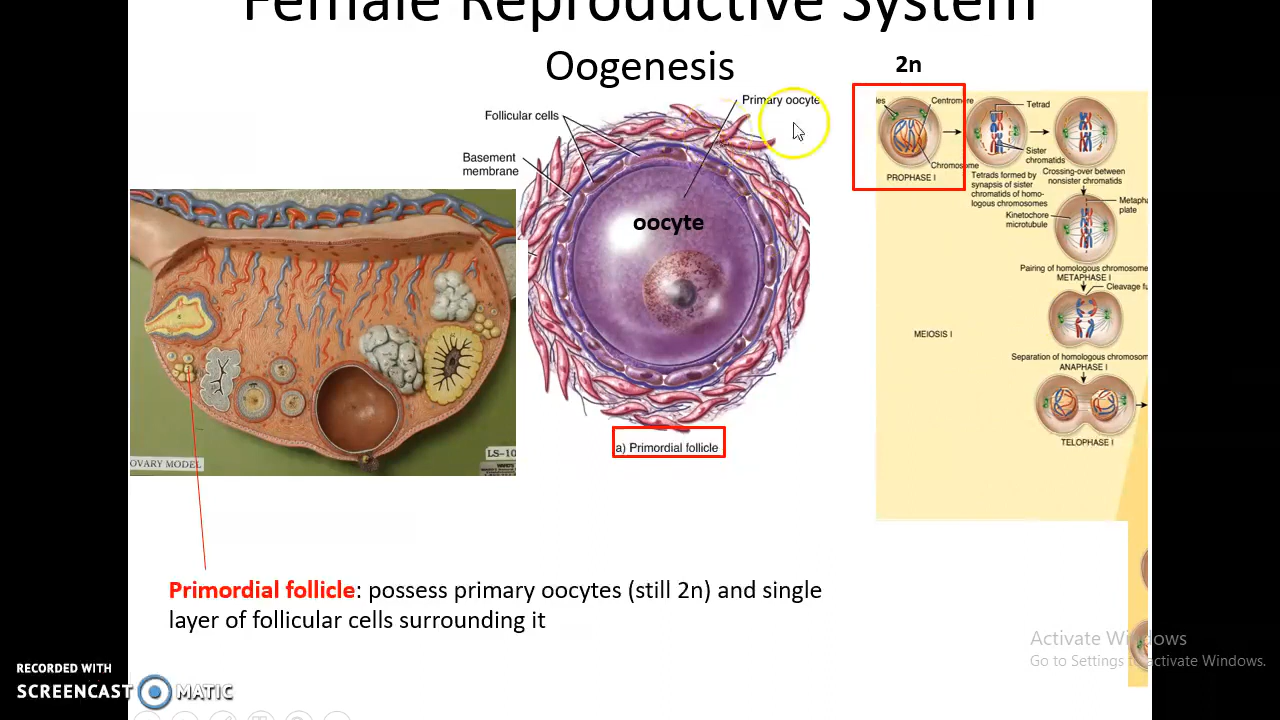 Female Reproductive System
Oogenesis
2n
Primary oocyte
Follicular cells
Basement
membrane
oocyte
a) Primordial follicle
Centromere
Tetrad
Sister
chromatids
Chromosome
PROPHASE I
Tetrads formed by
synapsis of sister
chromatids of homo-
logous chromosomes
Crossing-over between
nonsister chromatids
plate
Kinetochore
microtubule
Pairing of homologous chromosome
METAPHASE I
Cleavage fu
MEIOSIS I
Separation of homologous chromosom
ANAPHASE I
TELOPHASE I
OVARY MODEL
LS-10
Primordial follicle: possess primary oocytes (still 2n) and single
layer of follicular cells surrounding it
Activate Windows
Go to Settings to activate Windows.
RECORDED WITH
SCREENCAST MATIC